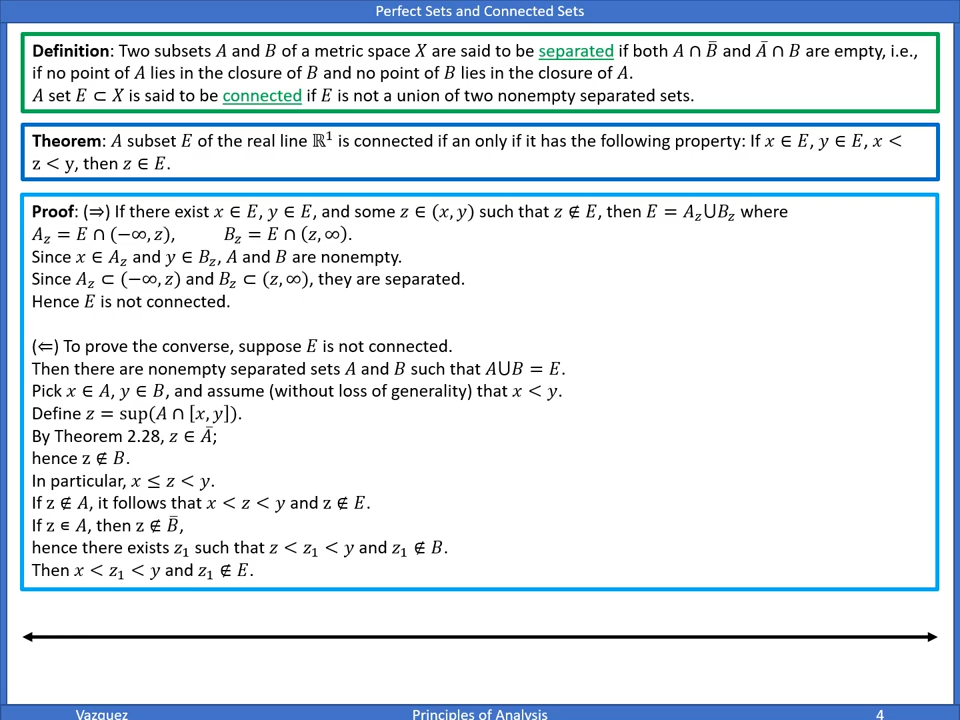 Perfect Sets and Connected Sets
Definition: Two subsets 𝐴 and 𝐵 of a metric space 𝑋 are said to be separated if both 𝐴 ∩ 𝐵̅ and 𝐴̅ ∩ 𝐵 are empty, i.e.,
if no point of 𝐴 lies in the closure of 𝐵 and no point of 𝐵 lies in the closure of 𝐴.
𝐴 set 𝐸 ⊂ 𝑋 is said to be connected if 𝐸 is not a union of two nonempty separated sets.
Theorem: 𝐴 subset 𝐸 of the real line ℝ¹ is connected if an only if it has the following property: If 𝑥 ∈ 𝐸, 𝑦 ∈ 𝐸, 𝑥 <
z < y, then 𝑧 ∈ 𝐸.
Proof: (⇒) If there exist 𝑥 ∈ 𝐸, 𝑦 ∈ 𝐸, and some 𝑧 ∈ (𝑥, 𝑦) such that 𝑧 ∉ 𝐸, then 𝐸 = 𝐴_𝑧⋃𝐵_𝑧 where
𝐴_𝑧 = 𝐸 ∩ (−∞, 𝑧), 𝐵_𝑧 = 𝐸 ∩ (𝑧, ∞).
Since 𝑥 ∈ 𝐴_𝑧 and 𝑦 ∈ 𝐵_𝑧, 𝐴 and 𝐵 are nonempty.
Since 𝐴_𝑧 ⊂ (−∞, 𝑧) and 𝐵_𝑧 ⊂ (𝑧, ∞), they are separated.
Hence 𝐸 is not connected.
(⇐) To prove the converse, suppose 𝐸 is not connected.
Then there are nonempty separated sets 𝐴 and 𝐵 such that 𝐴⋃𝐵 = 𝐸.
Pick 𝑥 ∈ 𝐴, 𝑦 ∈ 𝐵, and assume (without loss of generality) that 𝑥 < 𝑦.
Define 𝑧 = sup(𝐴 ∩ [𝑥, 𝑦]).
By Theorem 2.28, 𝑧 ∈ 𝐴̅;
hence z ∉ 𝐵.
In particular, 𝑥 ≤ 𝑧 < 𝑦.
If z ∉ 𝐴, it follows that 𝑥 < 𝑧 < 𝑦 and z ∉ 𝐸.
If z ∈ 𝐴, then z ∉ 𝐵̅,
hence there exists 𝑧₁ such that 𝑧 < 𝑧₁ < 𝑦 and 𝑧₁ ∉ 𝐵.
Then 𝑥 < 𝑧₁ < 𝑦 and 𝑧₁ ∉ 𝐸.
Vazquez Principles of Analysis 4